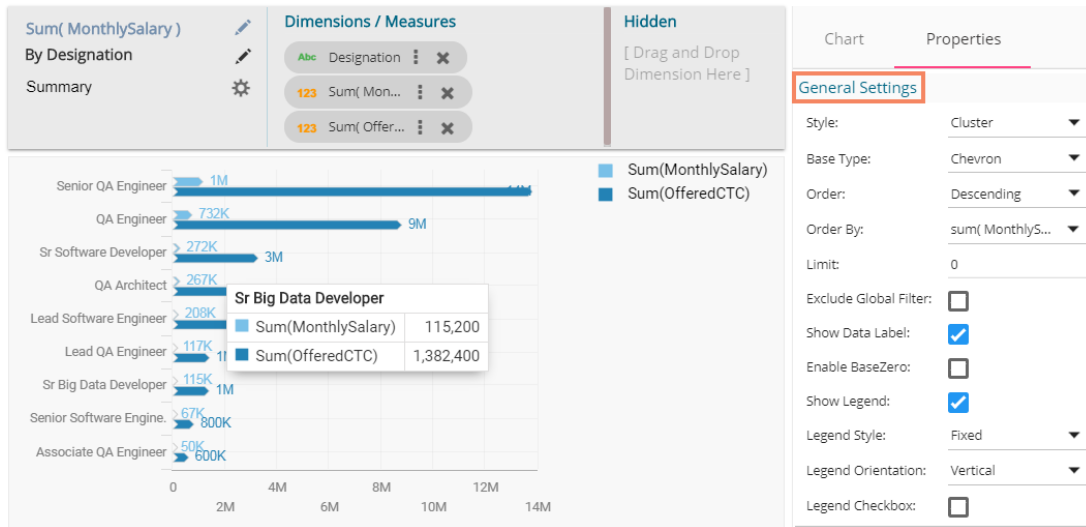 Sum( MonthlySalary )
By Designation
Summary
Dimensions / Measures
Abc Designation
123 Sum( Mon...
123 Sum( Offer...
Hidden
[ Drag and Drop
Dimension Here ]
Chart Properties
General Settings
Style: Cluster
Base Type: Chevron
Order: Descending
Order By: sum( MonthlyS...
Limit: 0
Exclude Global Filter:
Show Data Label:
Enable BaseZero:
Show Legend:
Legend Style: Fixed
Legend Orientation: Vertical
Legend Checkbox:
Sum(MonthlySalary)
Sum(OfferedCTC)
Senior QA Engineer 1M
QA Engineer 732K
9M
Sr Software Developer 272K
3M
QA Architect 267K
Lead Software Engineer 208K
Lead QA Engineer 117K
Sr Big Data Developer 115K
1M
Senior Software Engine. 67K
800K
Associate QA Engineer 50K
600K
Sr Big Data Developer
Sum(MonthlySalary) 115,200
Sum(OfferedCTC) 1,382,400
0 4M 8M 12M
2M 6M 10M 14M